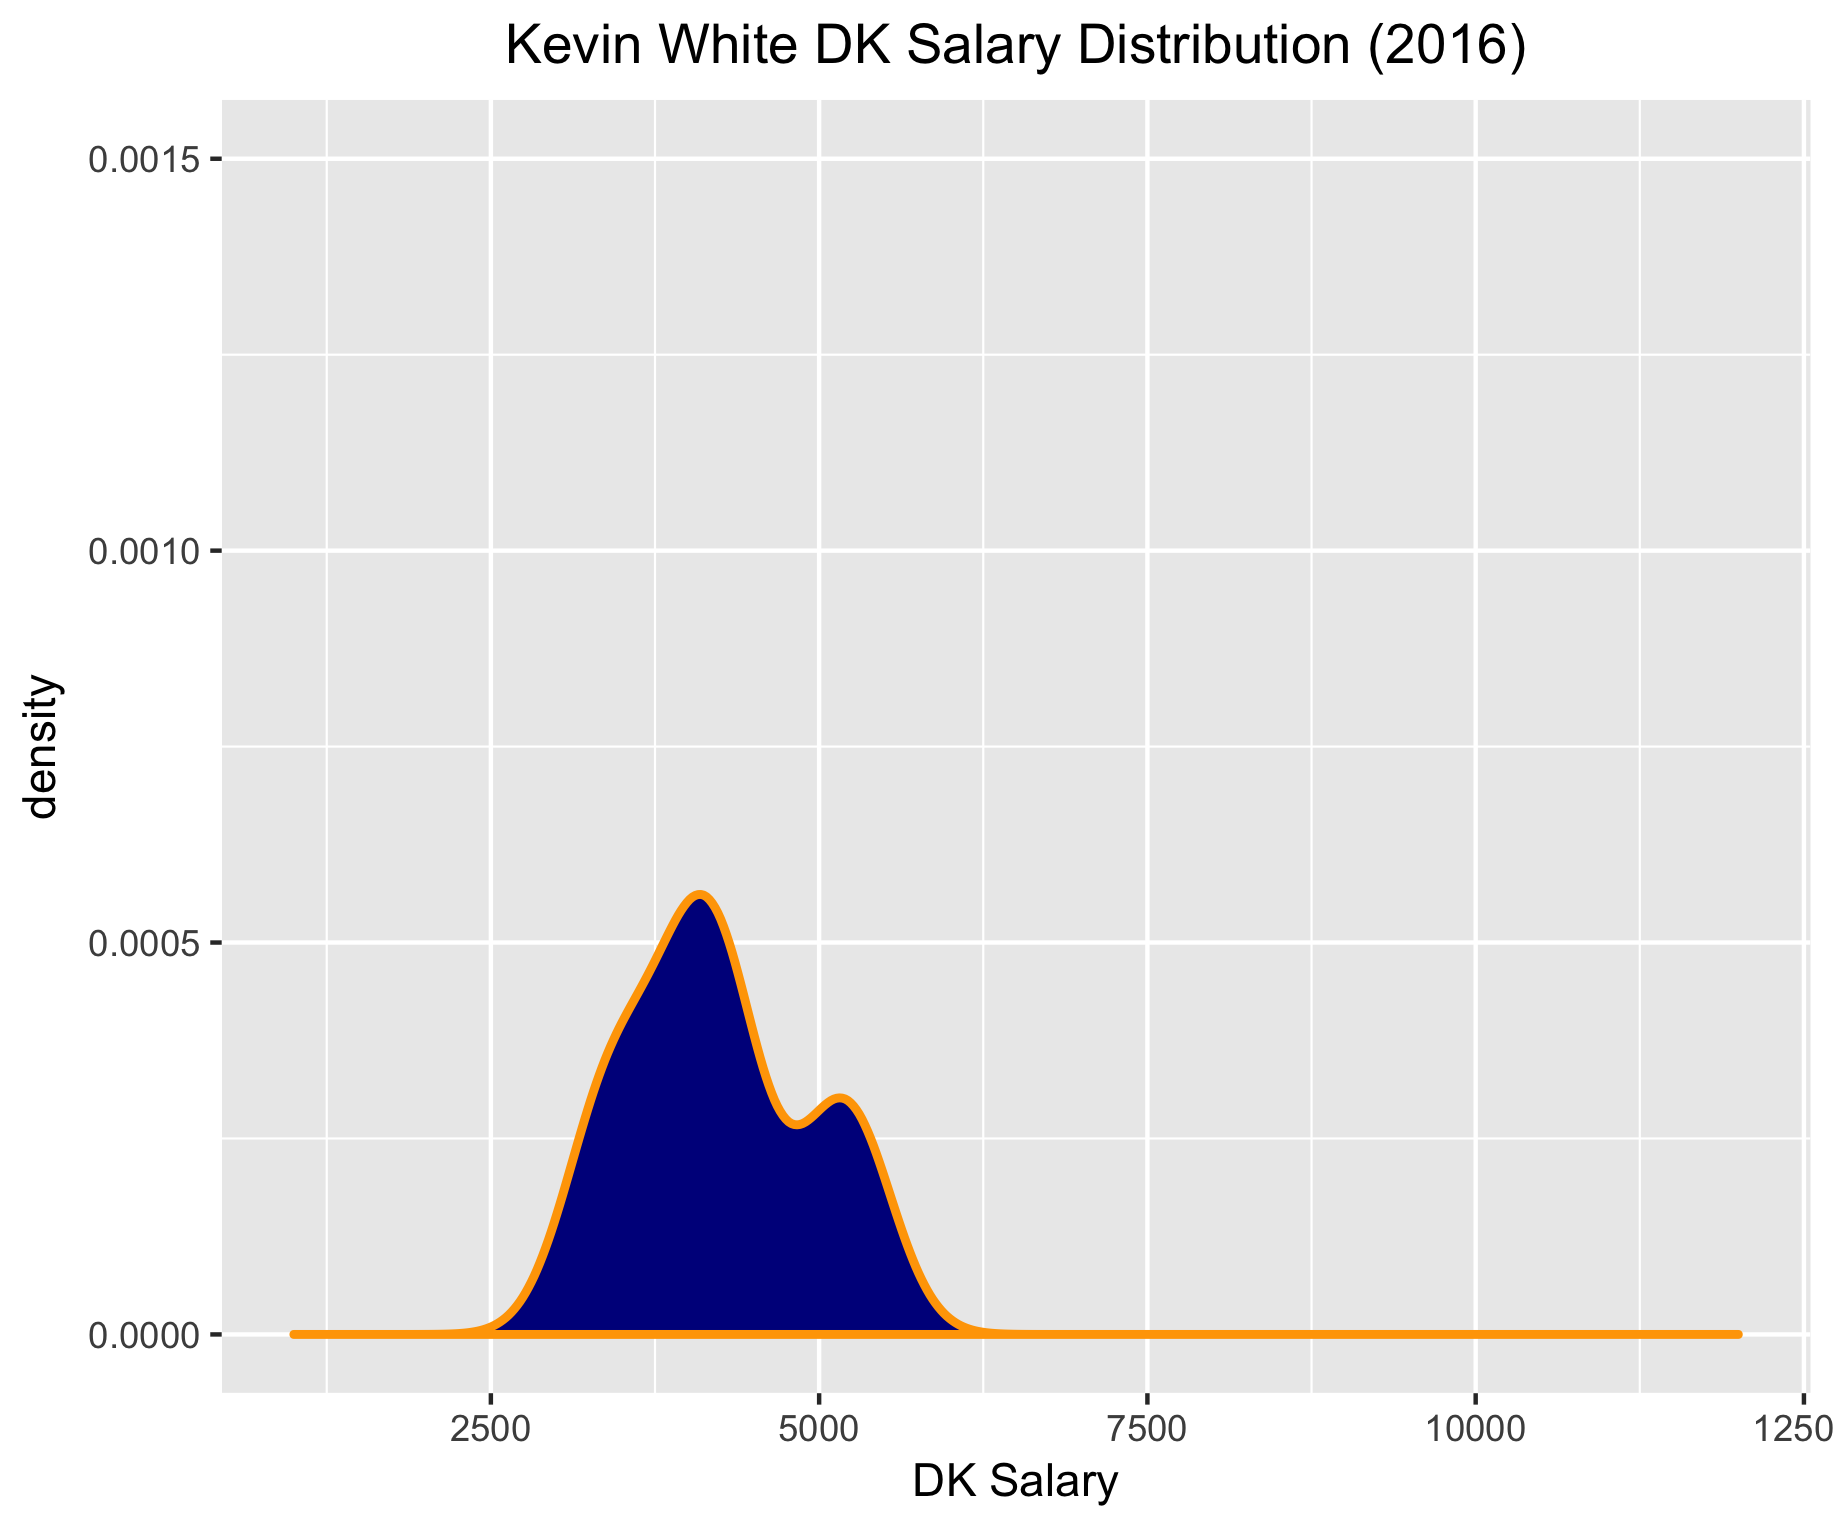 Kevin White DK Salary Distribution (2016)
0.0015
0.0010
0.0005
0.0000
density
2500 5000 7500 10000 1250
DK Salary